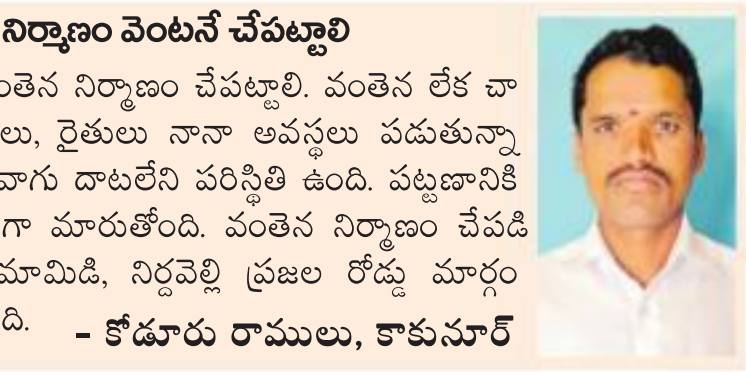 నిర్మాణం వెంటనే చేపట్టాలి
ంతెన నిర్మాణం చేపట్టాలి. వంతెన లేక చా
లు, రైతులు నానా అవస్థలు పడుతున్నా
వాగు దాటలేని పరిస్థితి ఉంది. పట్టణానికి
గా మారుతోంది. వంతెన నిర్మాణం చేపడి
మామిడి, నిర్దవెల్లి ప్రజల రోడ్డు మార్గం
ది.
- కోడూరు రాములు, కాకునూర్